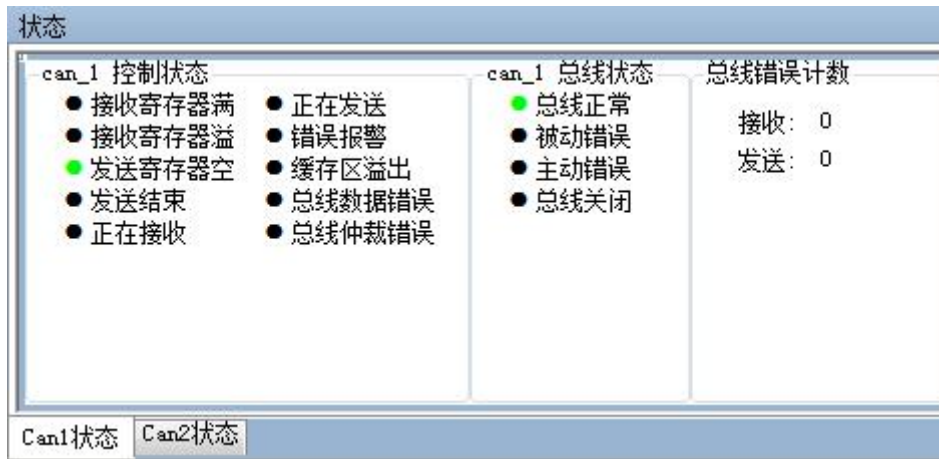 状态
can_1 控制状态
接收寄存器满
接收寄存器溢
发送寄存器空
发送结束
正在接收
正在发送
错误报警
缓存区溢出
总线数据错误
总线仲裁错误
can_1 总线状态
总线正常
被动错误
主动错误
总线关闭
总线错误计数
接收: 0
发送: 0
Can1状态
Can2状态